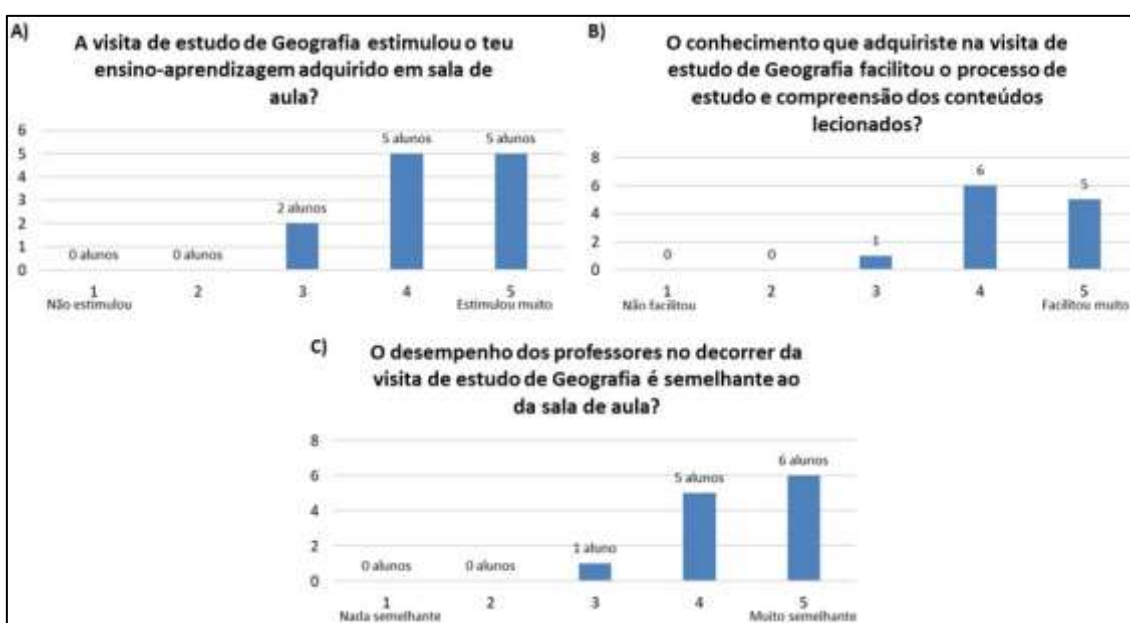 A)
A visita de estudo de Geografia estimulou o teu
ensino-aprendizagem adquirido em sala de
aula?
6
5
4
3
2
1
0
0 alunos
0 alunos
2 alunos
5 alunos
5 alunos
1
2
3
4
5
Não estimulou
Estimulou muito
B)
O conhecimento que adquiriste na visita de
estudo de Geografia facilitou o processo de
estudo e compreensão dos conteúdos
lecionados?
8
6
4
2
0
0
0
1
6
5
1
2
3
4
5
Não facilitou
Facilitou muito
C)
O desempenho dos professores no decorrer da
visita de estudo de Geografia é semelhante ao
da sala de aula?
8
6
4
2
0
0 alunos
0 alunos
1 aluno
5 alunos
6 alunos
1
2
3
4
5
Nada semelhante
Muito semelhante